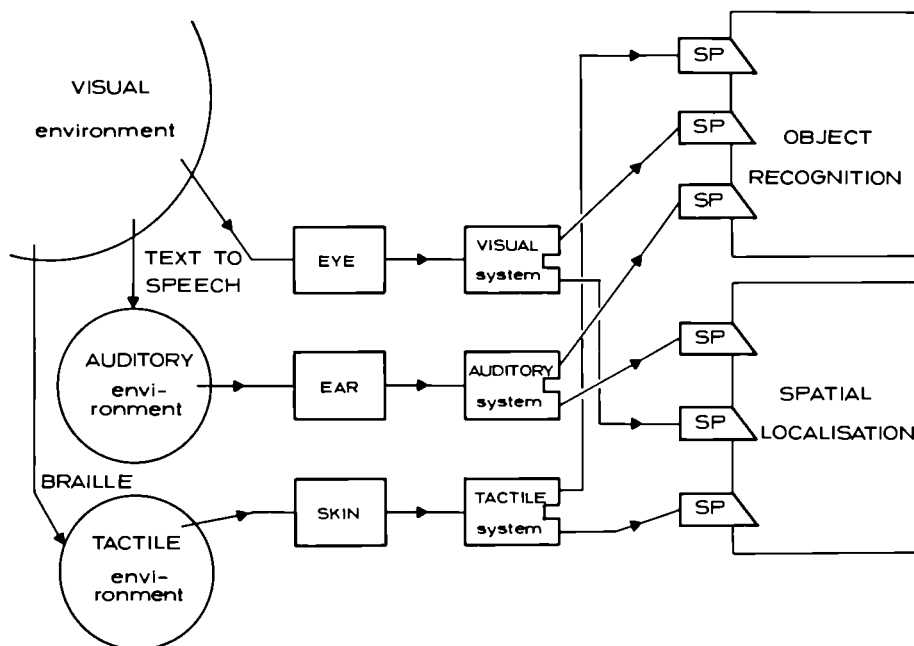 VISUAL
environment
TEXT TO
SPEECH
AUDITORY
envi-
ronment
BRAILLE
TACTILE
envi-
ronment
EYE
EAR
SKIN
VISUAL
system
AUDITORY
system
TACTILE
system
SP
SP
SP
OBJECT
RECOGNITION
SP
SP
SP
SPATIAL
LOCALISATION